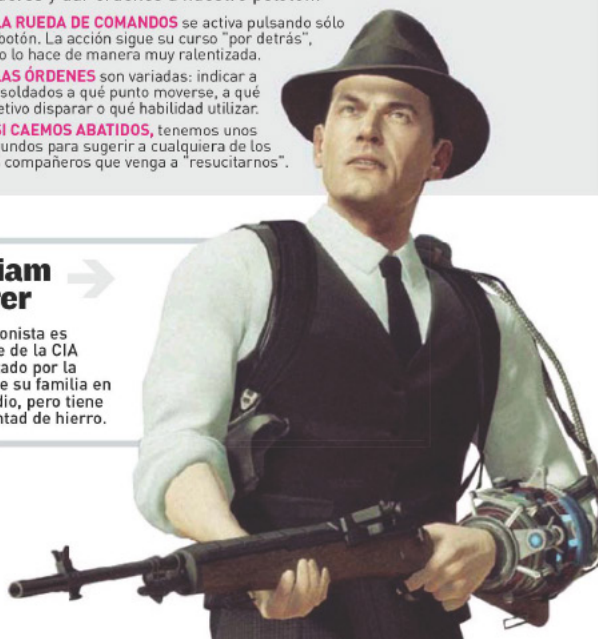 LA RUEDA DE COMANDOS se activa pulsando sólo
botón. La acción sigue su curso "por detrás",
o lo hace de manera muy ralentizada.
LAS ÓRDENES son variadas: indicar a
soldados a qué punto moverse, a qué
etivo disparar o qué habilidad utilizar.
SI CAEMOS ABATIDOS, tenemos unos
undos para sugerir a cualquiera de los
compañeros que venga a "resucitarnos".
iam
er
onista es
e de la CIA
ado por la
e su familia en
dio, pero tiene
ntad de hierro.